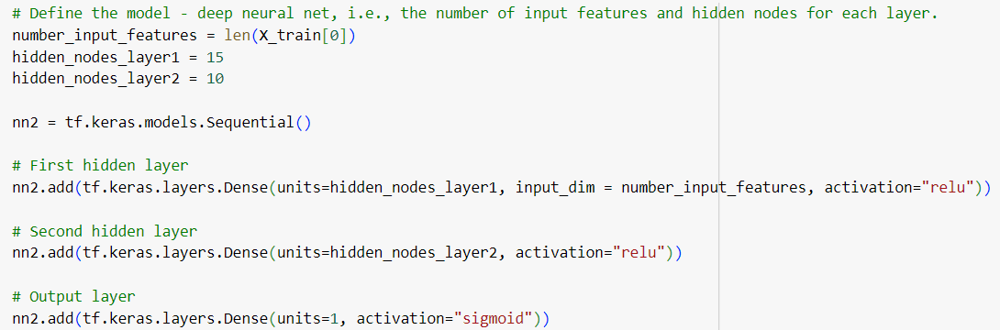 # Define the model - deep neural net, i.e., the number of input features and hidden nodes for each layer.
number_input_features = len(X_train[0])
hidden_nodes_layer1 = 15
hidden_nodes_layer2 = 10
nn2 = tf.keras.models.Sequential()
# First hidden layer
nn2.add(tf.keras.layers.Dense(units=hidden_nodes_layer1, input_dim = number_input_features, activation="relu"))
# Second hidden layer
nn2.add(tf.keras.layers.Dense(units=hidden_nodes_layer2, activation="relu"))
# Output layer
nn2.add(tf.keras.layers.Dense(units=1, activation="sigmoid"))